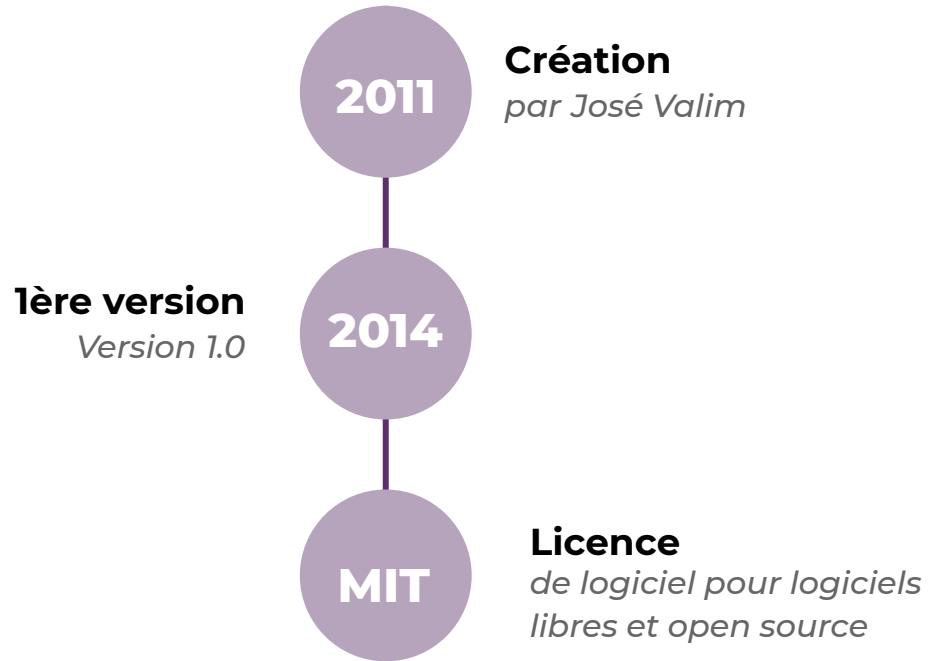 2011
Création
par José Valim
1ère version
Version 1.0
2014
MIT
Licence
de logiciel pour logiciels
libres et open source